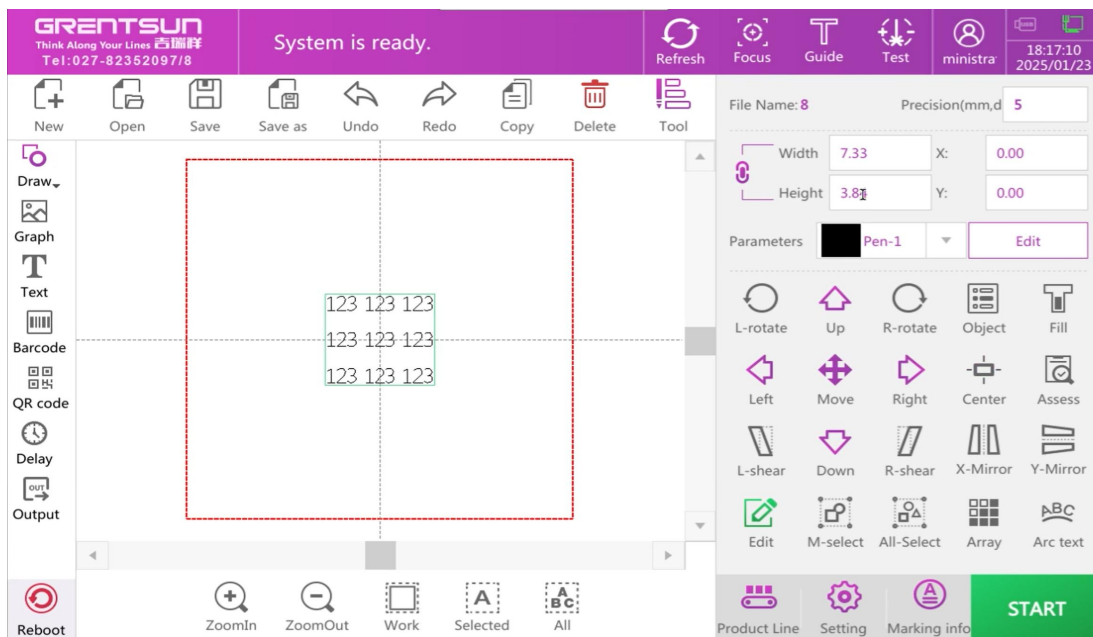 GRENTSUN
Think Along Your Lines 吉瑞祥
Tel:027-82352097/8
System is ready.
Refresh
Focus
Guide
Test
ministra
18:17:10
2025/01/23
New
Open
Save
Save as
Undo
Redo
Copy
Delete
Tool
File Name: 8
Precision(mm,d 5
Draw
Graph
Text
Barcode
QR code
Delay
OUT
Output
Width 7.33 X: 0.00
Height 3.8 Y: 0.00
Parameters Pen-1 Edit
123 123 123
123 123 123
123 123 123
L-rotate Up R-rotate Object Fill
Left Move Right Center Assess
L-shear Down R-shear X-Mirror Y-Mirror
ABC
Edit M-select All-Select Array Arc text
Reboot
ZoomIn
ZoomOut
Work
A
Selected
A
B C
All
Product Line
Setting
A
Marking info
START